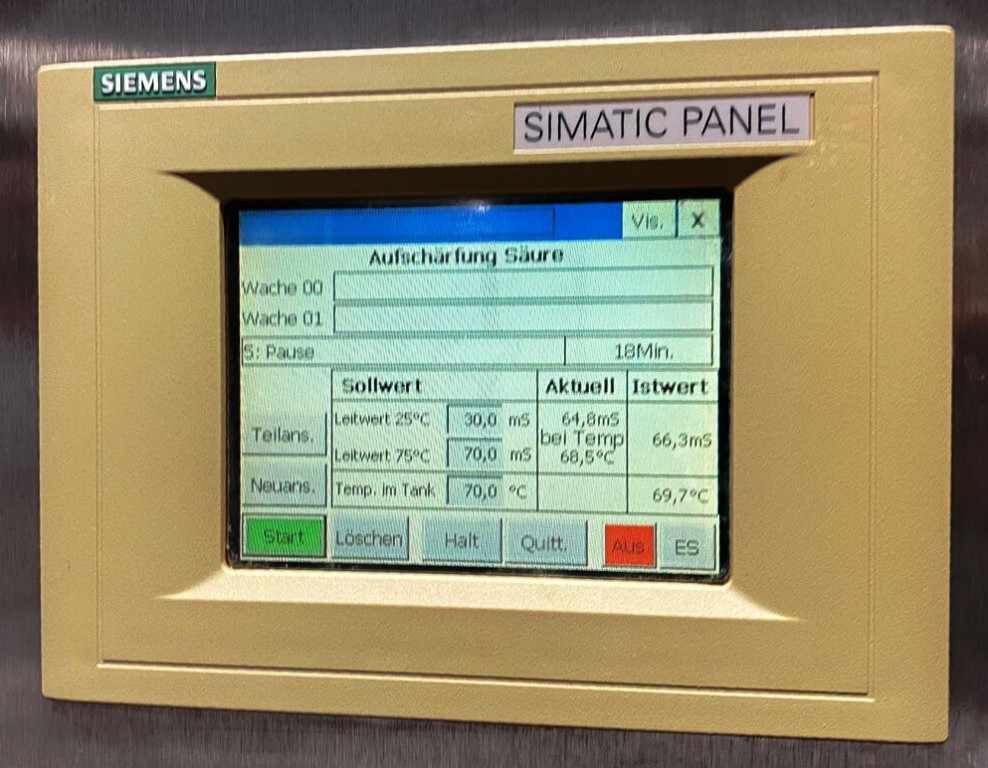 SIEMENS
SIMATIC PANEL
Vis. X
Aufschärfung Säure
Wache 00
Wache 01
5: Pause 18Min.
Sollwert Aktuell Istwert
Leitwert 25°C 30,0 mS 64,8mS
Teilans. bei Temp 66,3mS
Leitwert 75°C 70,0 mS 68,5°C
Neuans. Temp. im Tank 70,0 °C 69,7°C
Start Löschen Halt Quitt. Aus ES